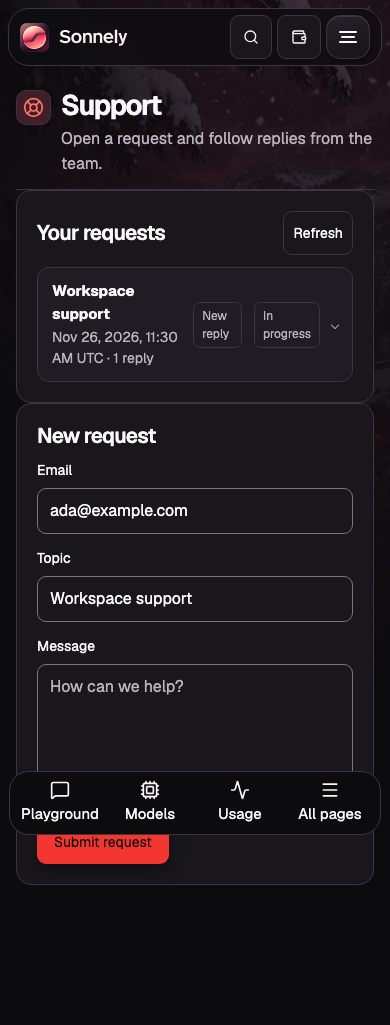 Sonnely
Support
Open a request and follow replies from the
team.
Your requests
Refresh
Workspace
support
Nov 26, 2026, 11:30
AM UTC · 1 reply
New
reply
In
progress
New request
Email
ada@example.com
Topic
Workspace support
Message
How can we help?
Playground
Models
Usage
All pages
Submit request